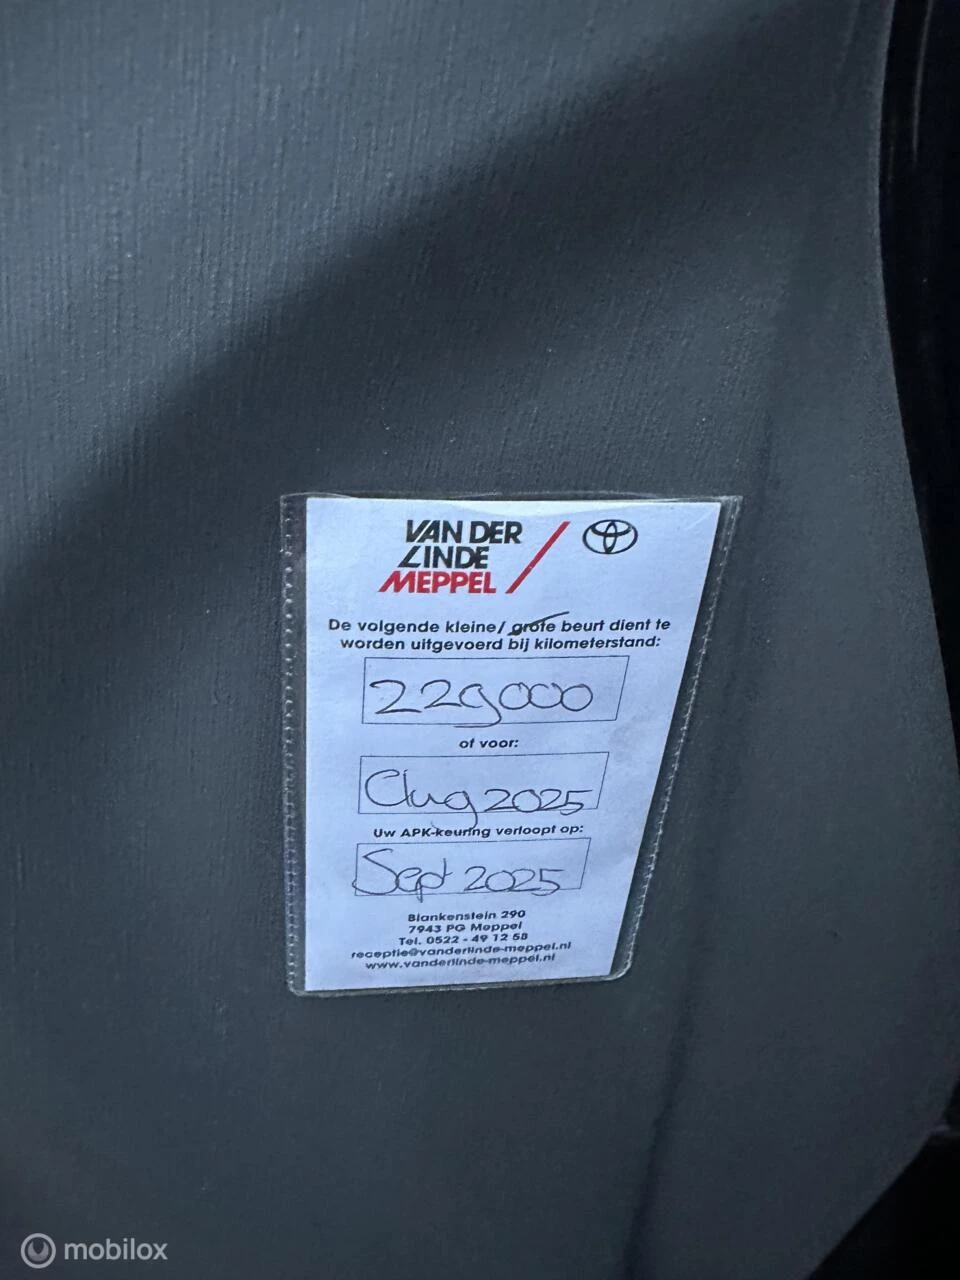 VAN DER
LINDE
MEPPEL
De volgende kleine/ grote beurt dient te
worden uitgevoerd bij kilometerstand:
229000
of voor:
Aug 2025
Uw APK-keuring verloopt op:
Sept 2025
Blankenstein 290
7943 PG Meppel
Tel. 0522 - 49 12 58
receptie@vanderlinde-meppel.nl
www.vanderlinde-meppel.nl
mobilox